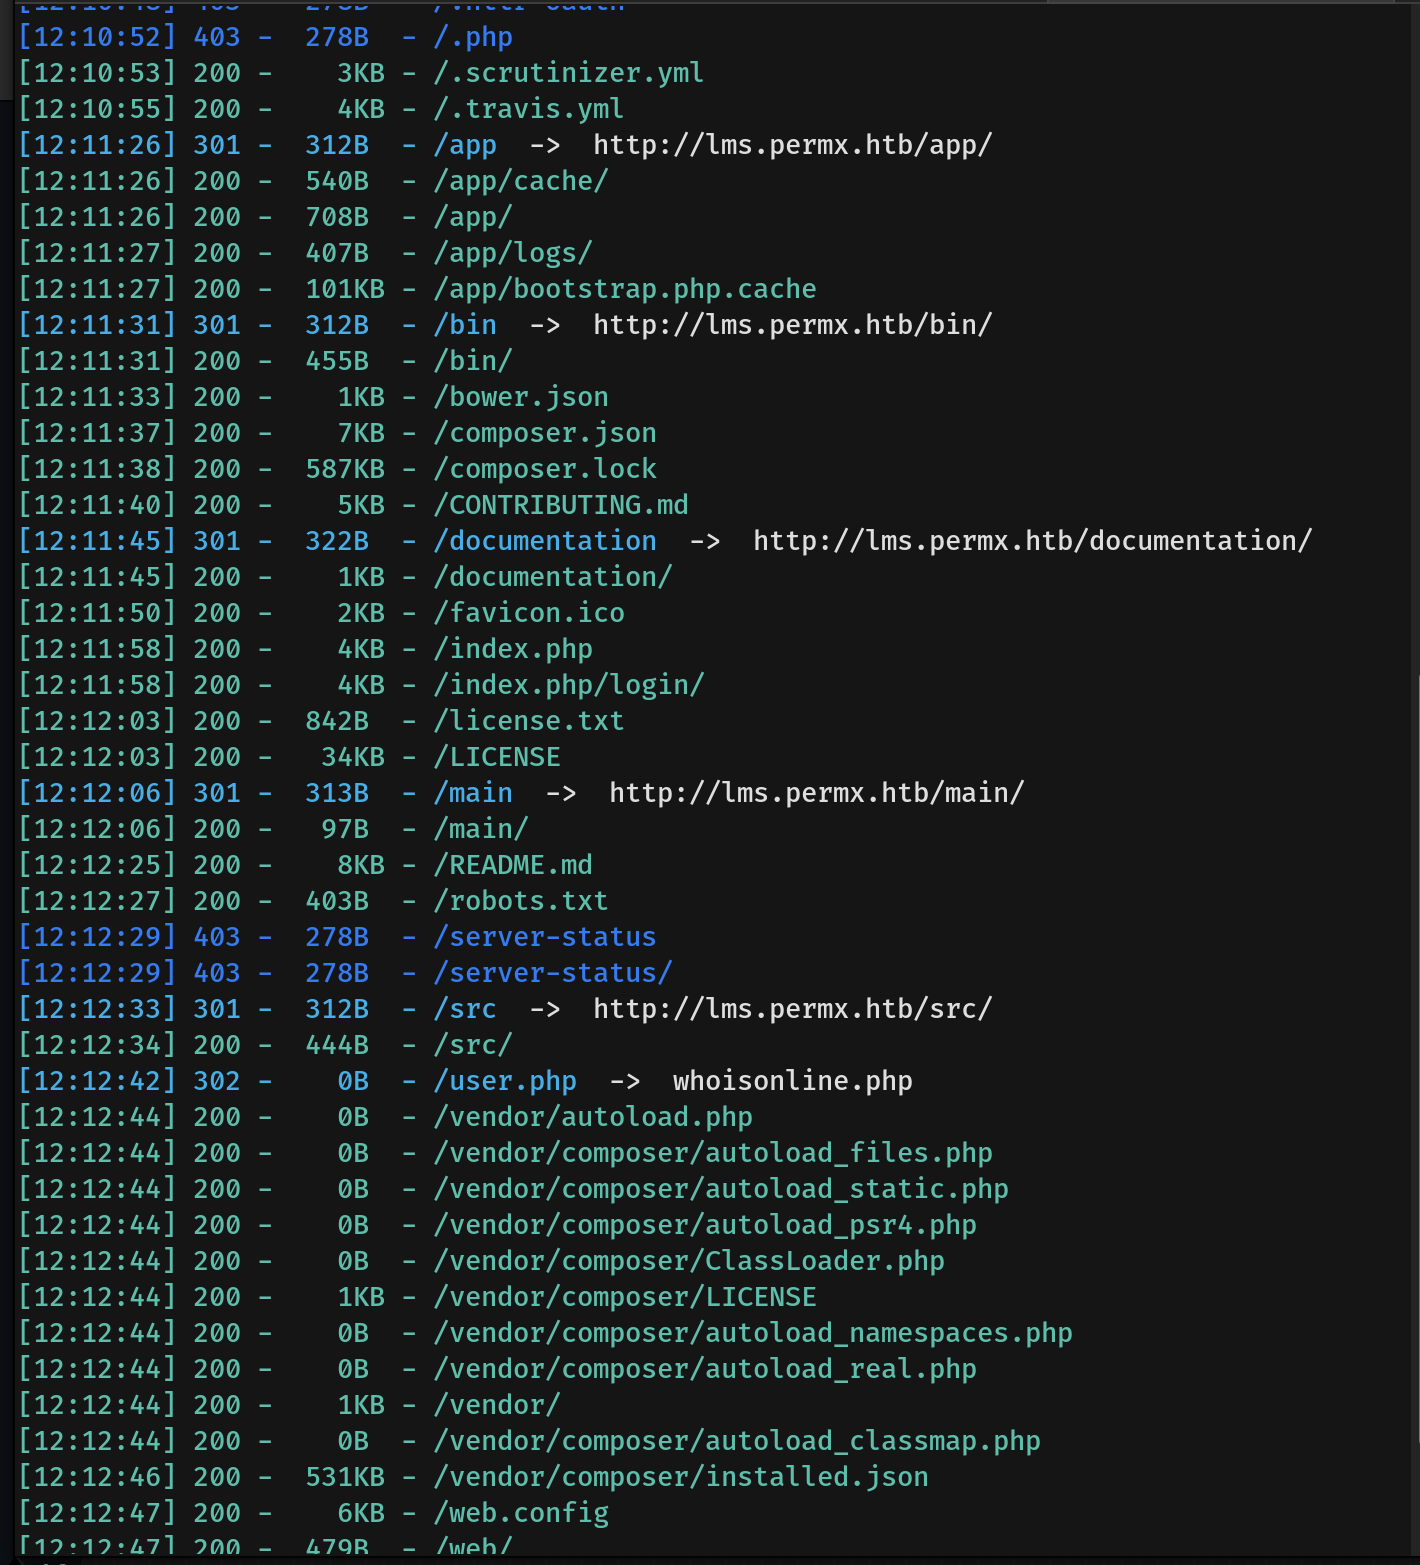 [12:10:52] 403 -  278B  - /.php
[12:10:53] 200 -    3KB - /.scrutinizer.yml
[12:10:55] 200 -    4KB - /.travis.yml
[12:11:26] 301 -  312B  - /app  ->  http://lms.permx.htb/app/
[12:11:26] 200 -  540B  - /app/cache/
[12:11:26] 200 -  708B  - /app/
[12:11:27] 200 -  407B  - /app/logs/
[12:11:27] 200 -  101KB - /app/bootstrap.php.cache
[12:11:31] 301 -  312B  - /bin  ->  http://lms.permx.htb/bin/
[12:11:31] 200 -  455B  - /bin/
[12:11:33] 200 -    1KB - /bower.json
[12:11:37] 200 -    7KB - /composer.json
[12:11:38] 200 -  587KB - /composer.lock
[12:11:40] 200 -    5KB - /CONTRIBUTING.md
[12:11:45] 301 -  322B  - /documentation  ->  http://lms.permx.htb/documentation/
[12:11:45] 200 -    1KB - /documentation/
[12:11:50] 200 -    2KB - /favicon.ico
[12:11:58] 200 -    4KB - /index.php
[12:11:58] 200 -    4KB - /index.php/login/
[12:12:03] 200 -  842B  - /license.txt
[12:12:03] 200 -   34KB - /LICENSE
[12:12:06] 301 -  313B  - /main  ->  http://lms.permx.htb/main/
[12:12:06] 200 -   97B  - /main/
[12:12:25] 200 -    8KB - /README.md
[12:12:27] 200 -  403B  - /robots.txt
[12:12:29] 403 -  278B  - /server-status
[12:12:29] 403 -  278B  - /server-status/
[12:12:33] 301 -  312B  - /src  ->  http://lms.permx.htb/src/
[12:12:34] 200 -  444B  - /src/
[12:12:42] 302 -    0B  - /user.php  ->  whoisonline.php
[12:12:44] 200 -    0B  - /vendor/autoload.php
[12:12:44] 200 -    0B  - /vendor/composer/autoload_files.php
[12:12:44] 200 -    0B  - /vendor/composer/autoload_static.php
[12:12:44] 200 -    0B  - /vendor/composer/autoload_psr4.php
[12:12:44] 200 -    0B  - /vendor/composer/ClassLoader.php
[12:12:44] 200 -    1KB - /vendor/composer/LICENSE
[12:12:44] 200 -    0B  - /vendor/composer/autoload_namespaces.php
[12:12:44] 200 -    0B  - /vendor/composer/autoload_real.php
[12:12:44] 200 -    1KB - /vendor/
[12:12:44] 200 -    0B  - /vendor/composer/autoload_classmap.php
[12:12:46] 200 -  531KB - /vendor/composer/installed.json
[12:12:47] 200 -    6KB - /web.config
[12:12:47] 200 -  479B  - /web/